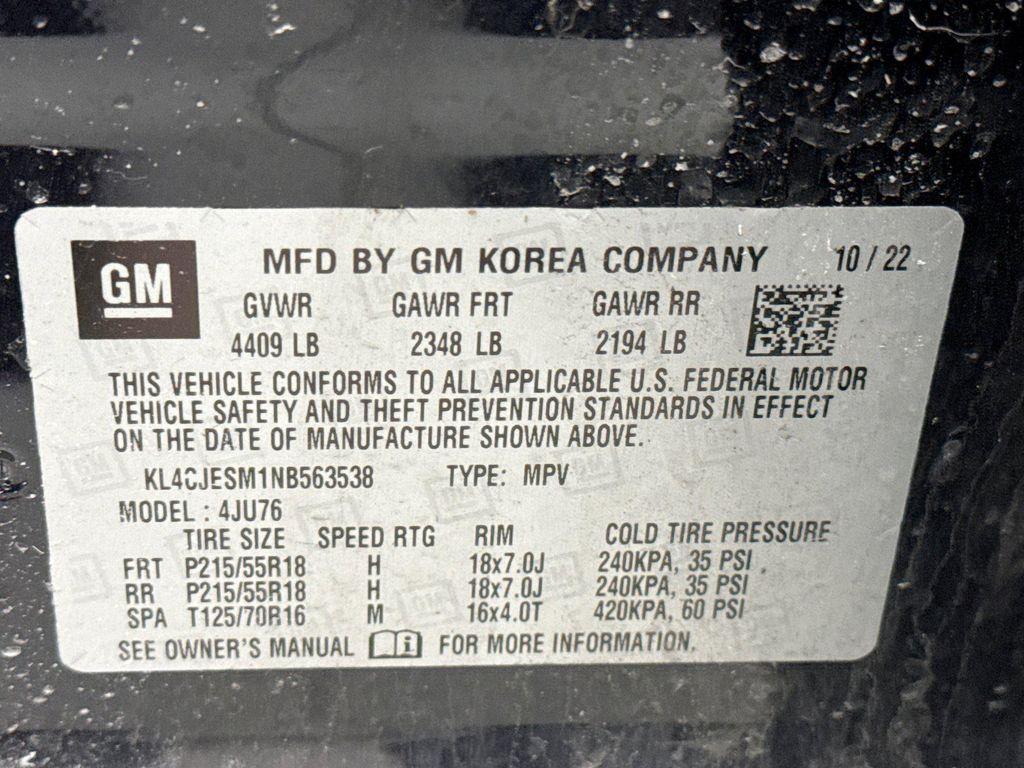 GM
MFD BY GM KOREA COMPANY 10 / 22
GVWR GAWR FRT GAWR RR
4409 LB 2348 LB 2194 LB
THIS VEHICLE CONFORMS TO ALL APPLICABLE U.S. FEDERAL MOTOR
VEHICLE SAFETY AND THEFT PREVENTION STANDARDS IN EFFECT
ON THE DATE OF MANUFACTURE SHOWN ABOVE.
KL4CJESM1NB563538 TYPE: MPV
MODEL : 4JU76
TIRE SIZE SPEED RTG RIM COLD TIRE PRESSURE
FRT P215/55R18 H 18x7.0J 240KPA, 35 PSI
RR P215/55R18 H 18x7.0J 240KPA, 35 PSI
SPA T125/70R16 M 16x4.0T 420KPA, 60 PSI
SEE OWNER'S MANUAL i FOR MORE INFORMATION.